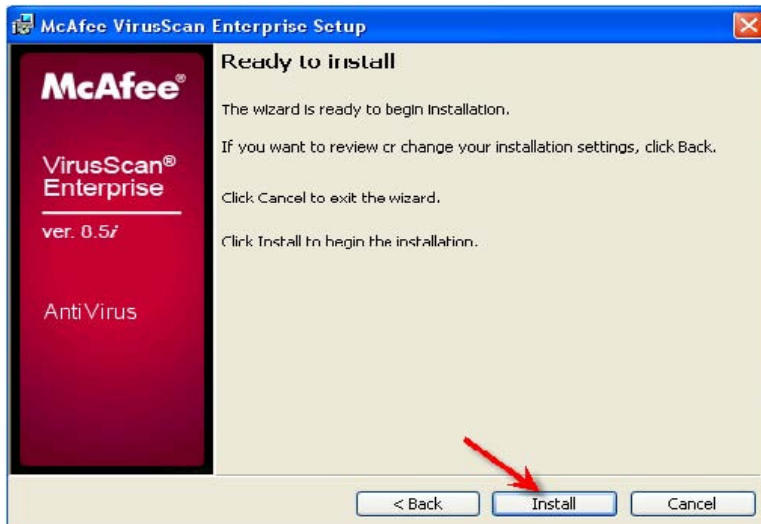 McAfee VirusScan Enterprise Setup
McAfee®
VirusScan®
Enterprise
ver. 8.5i
AntiVirus
Ready to install
The wizard is ready to begin installation.
If you want to review or change your installation settings, click Back.
Click Cancel to exit the wizard.
Click Install to begin the installation.
< Back
Install
Cancel